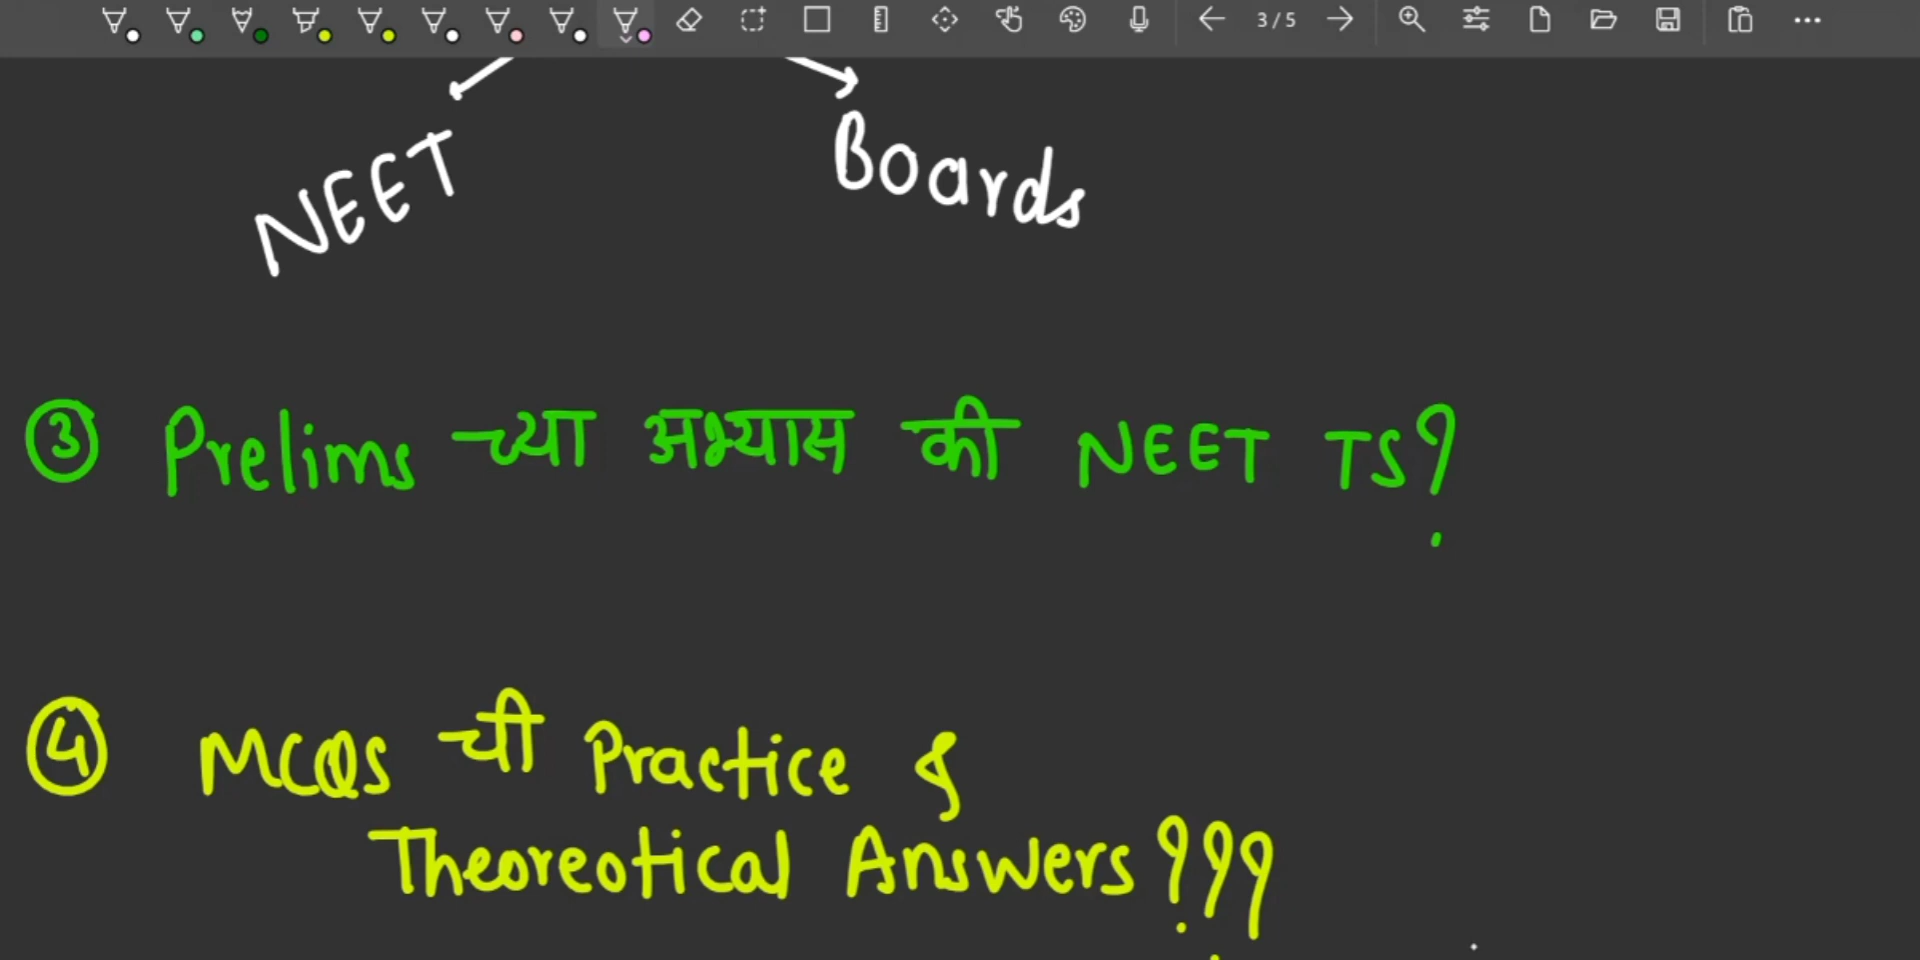 3/5
NEET
Boards
③ Prelims च्या अभ्यास की NEET TS?
④ MCQs ची Practice &
Theoreotical Answers???